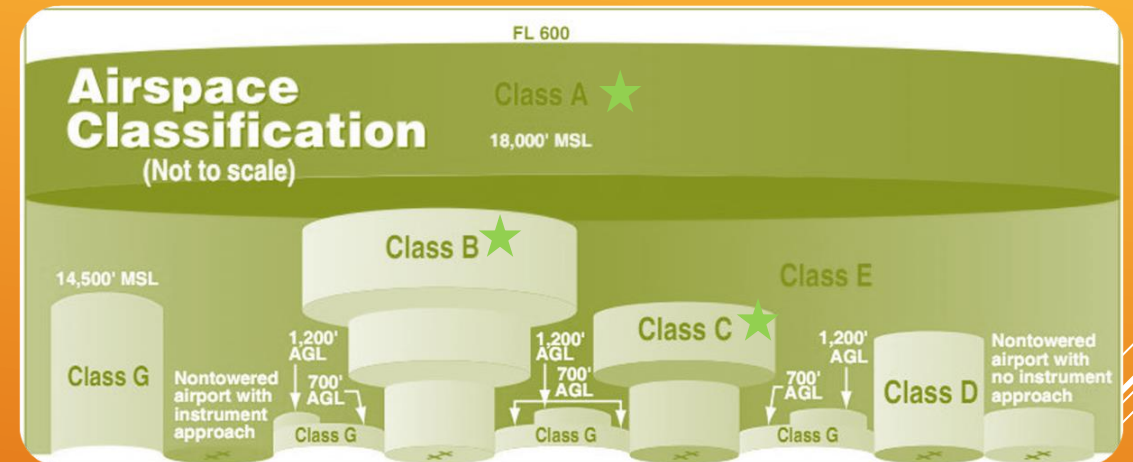 FL 600
Airspace
Classification
(Not to scale)
Class A
18,000' MSL
Class B
14,500' MSL
Class E
Class C
1,200'
AGL
1,200'
AGL
1,200'
AGL
Nontowered
airport with
no instrument
approach
Class G
Nontowered
airport with
instrument
approach
700'
AGL
700'
AGL
700'
AGL
Class D
Class G
Class G
Class G